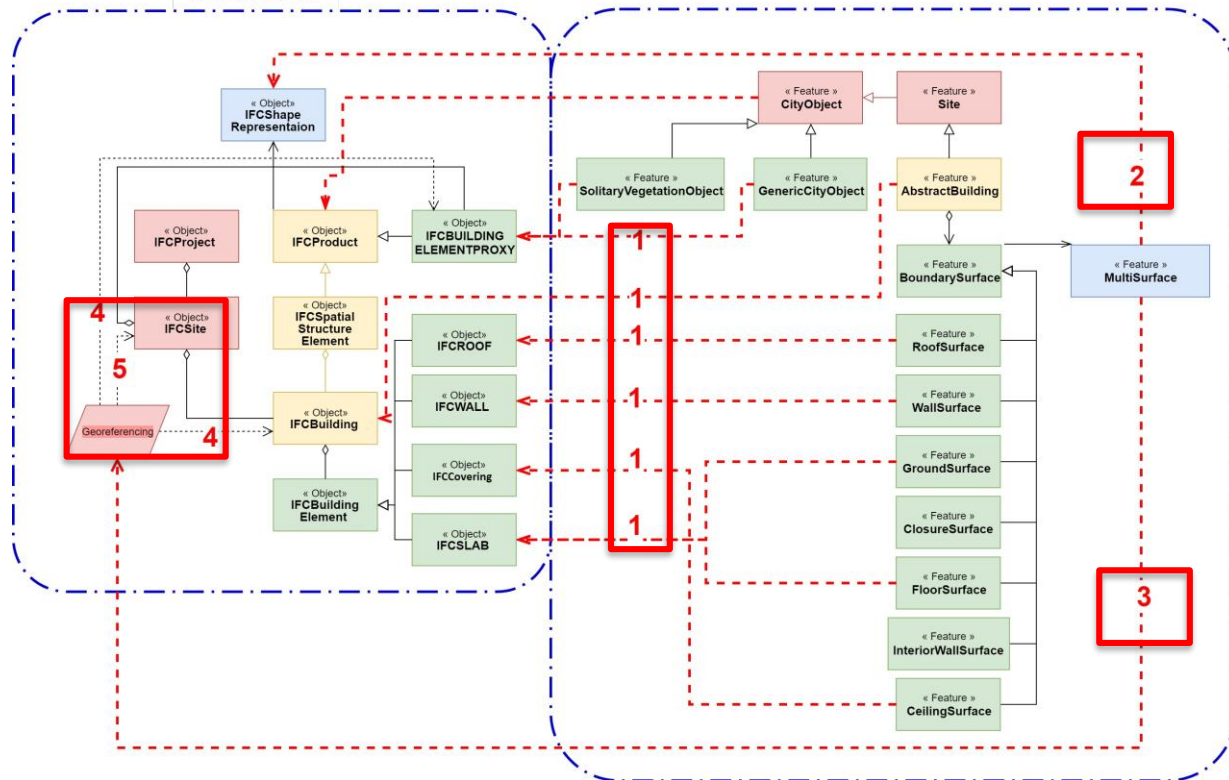 « Object»
IFCShape
Representaion
« Object»
IFCProject
« Object»
IFCProduct
« Object»
IFCBUILDING
ELEMENTPROXY
« Object»
IFCSite
« Object»
IFCSpatial
Structure
Element
« Object»
IFCROOF
« Object»
IFCWALL
« Object»
IFCBuilding
« Object»
IFCCovering
« Object»
IFCBuilding
Element
« Object»
IFCSLAB
Georeferencing
4
5
4
1
1
1
1
1
1
« Feature »
CityObject
« Feature »
Site
« Feature »
SolitaryVegetationObject
« Feature »
GenericCityObject
« Feature »
AbstractBuilding
2
« Feature »
BoundarySurface
« Feature »
MultiSurface
« Feature »
RoofSurface
« Feature »
WallSurface
« Feature »
GroundSurface
« Feature »
ClosureSurface
« Feature »
FloorSurface
3
« Feature »
InteriorWallSurface
« Feature »
CeilingSurface